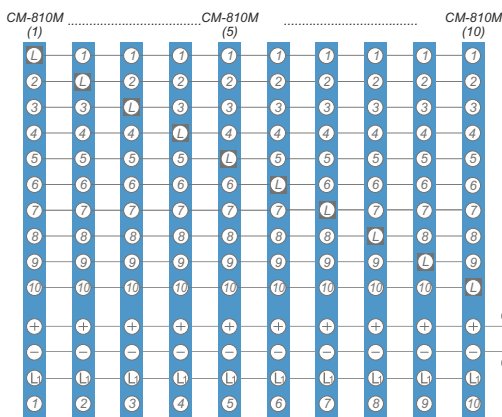 CM-810M ........................ CM-810M ........................ CM-810M
(1) (5) (10)
L 1 1 1 1 1 1 1 1 1
2 L 2 2 2 2 2 2 2 2
3 3 L 3 3 3 3 3 3 3
4 4 4 L 4 4 4 4 4 4
5 5 5 5 L 5 5 5 5 5
6 6 6 6 6 L 6 6 6 6
7 7 7 7 7 7 L 7 7 7
8 8 8 8 8 8 8 L 8 8
9 9 9 9 9 9 9 9 L 9
10 10 10 10 10 10 10 10 10 L
+ + + + + + + + + +
− − − − − − − − − −
L1 L1 L1 L1 L1 L1 L1 L1 L1 L1
1 2 3 4 5 6 7 8 9 10